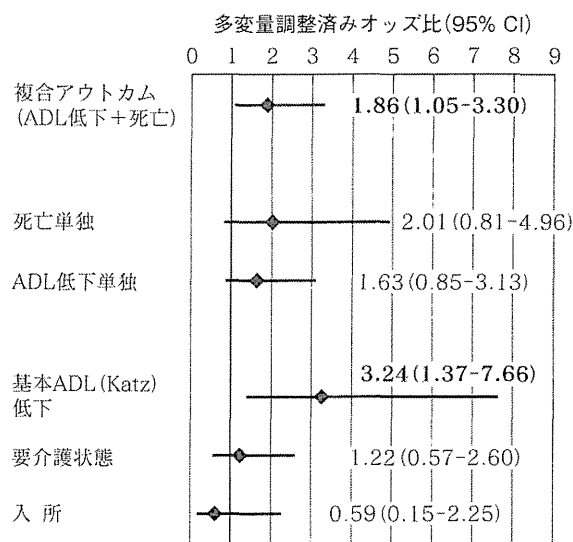 多変量調整済みオッズ比(95% CI)
0 1 2 3 4 5 6 7 8 9
複合アウトカム
(ADL低下+死亡)
1.86(1.05-3.30)
死亡単独
2.01(0.81-4.96)
ADL低下単独
1.63(0.85-3.13)
基本ADL(Katz)
低下
3.24(1.37-7.66)
要介護状態
1.22(0.57-2.60)
入 所
0.59(0.15-2.25)